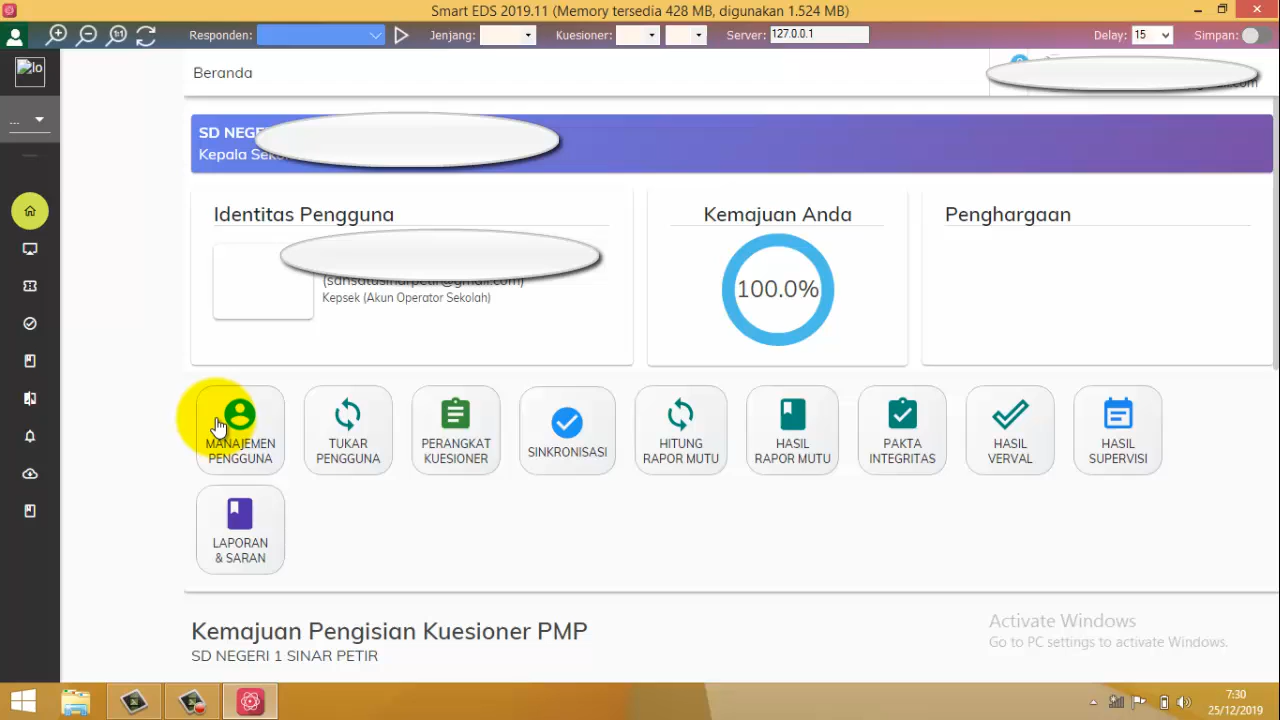 Smart EDS 2019.11 (Memory tersedia 428 MB, digunakan 1.524 MB)
Responden: Jenjang: Kuesioner: Server: 127.0.0.1 Delay: 15 Simpan:
lo
Beranda
...
SD NEGERI
Kepala
Identitas Pengguna
Kemajuan Anda
Penghargaan
(sdnsatusinarpetir@gmail.com)
Kepsek (Akun Operator Sekolah)
100.0%
MANAJEMEN PENGGUNA
TUKAR PENGGUNA
PERANGKAT KUESIONER
SINKRONISASI
HITUNG RAPOR MUTU
HASIL RAPOR MUTU
PAKTA INTEGRITAS
HASIL VERVAL
HASIL SUPERVISI
LAPORAN & SARAN
Kemajuan Pengisian Kuesioner PMP
SD NEGERI 1 SINAR PETIR
Activate Windows
Go to PC settings to activate Windows.
7:30
25/12/2019